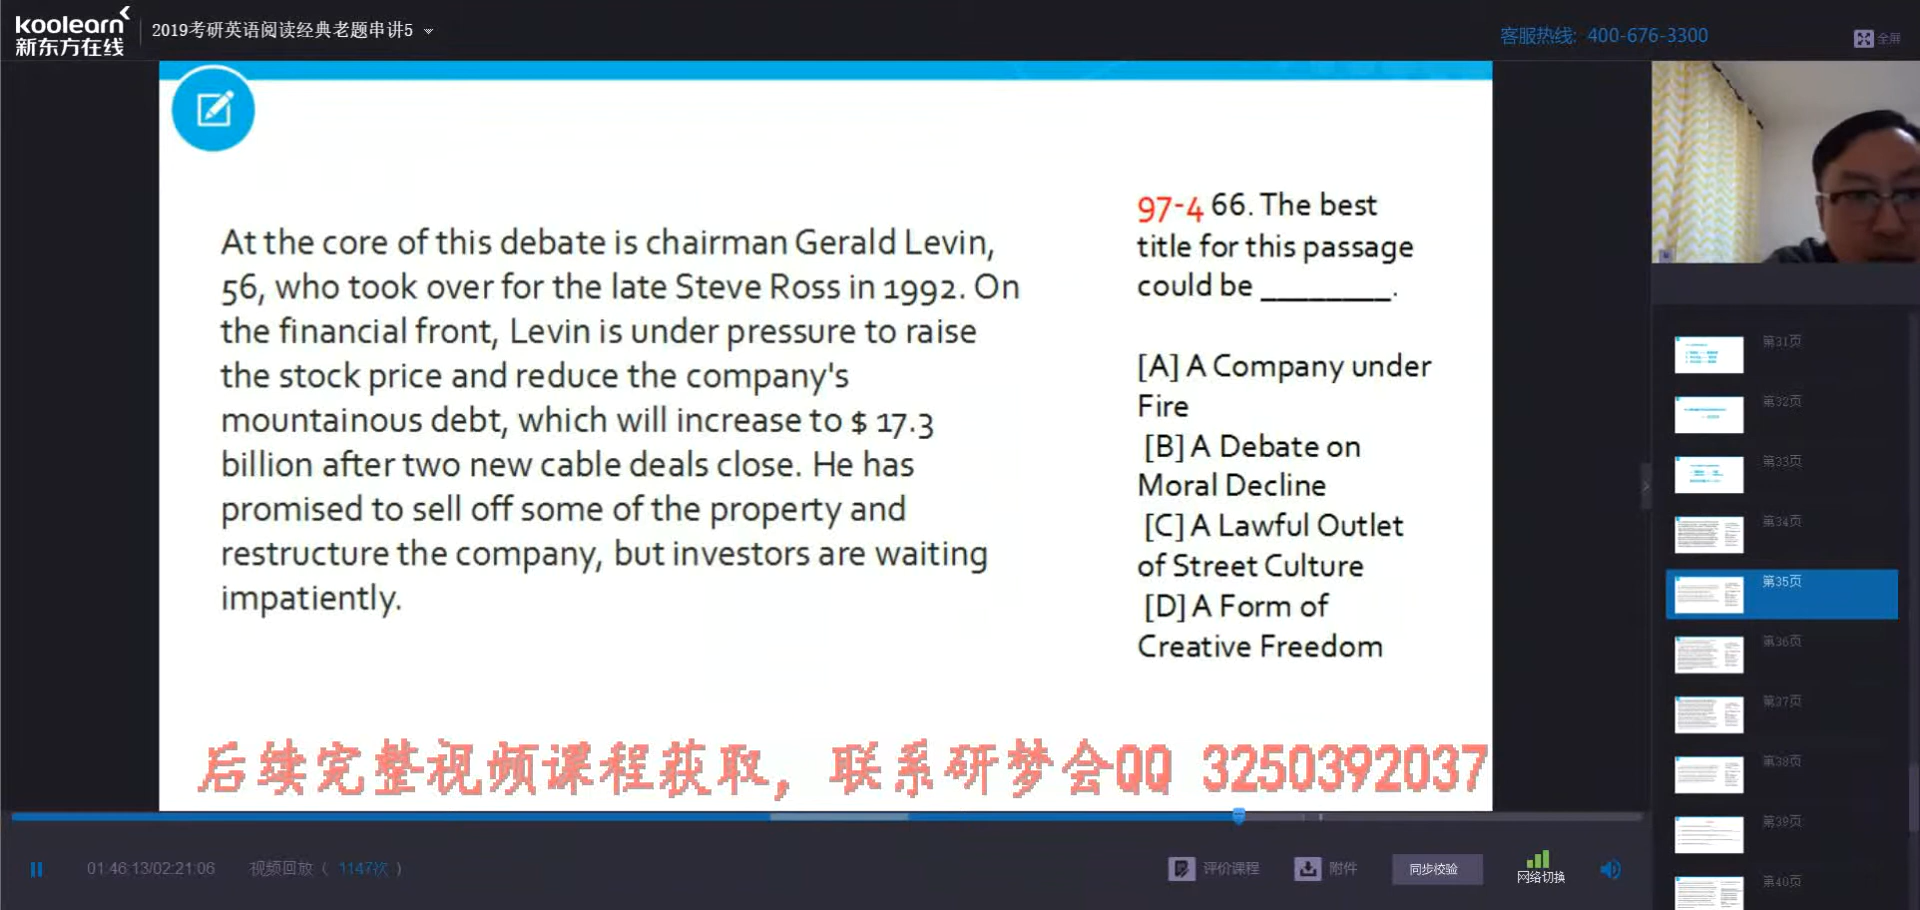 koolearn
新东方在线
2019考研英语阅读经典老题串讲5
客服热线: 400-676-3300
全屏
At the core of this debate is chairman Gerald Levin,
56, who took over for the late Steve Ross in 1992. On
the financial front, Levin is under pressure to raise
the stock price and reduce the company's
mountainous debt, which will increase to $ 17.3
billion after two new cable deals close. He has
promised to sell off some of the property and
restructure the company, but investors are waiting
impatiently.
97-4 66. The best
title for this passage
could be ________.
[A] A Company under
Fire
[B] A Debate on
Moral Decline
[C] A Lawful Outlet
of Street Culture
[D] A Form of
Creative Freedom
后续完整视频课程获取，联系研梦会QQ 3250392037
第31页
第32页
第33页
第34页
第35页
第36页
第37页
第38页
第39页
第40页
01:46:13/02:21:06
视频回放（ 1147次 ）
评价课程
附件
同步校验
网络切换